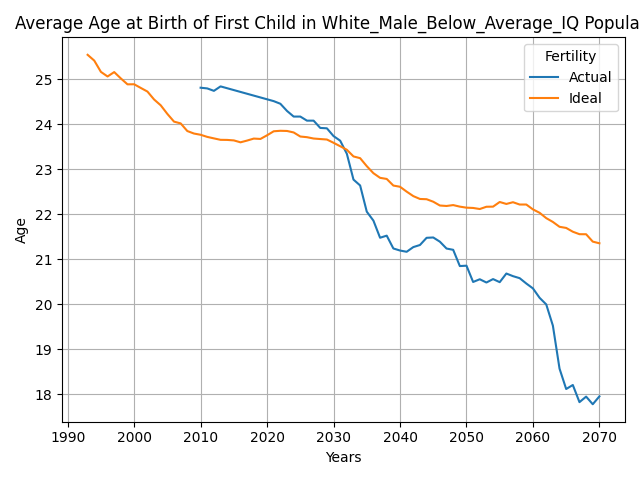 Average Age at Birth of First Child in White_Male_Below_Average_IQ Popula
Fertility
Actual
Ideal
Age
25
24
23
22
21
20
19
18
1990 2000 2010 2020 2030 2040 2050 2060 2070
Years